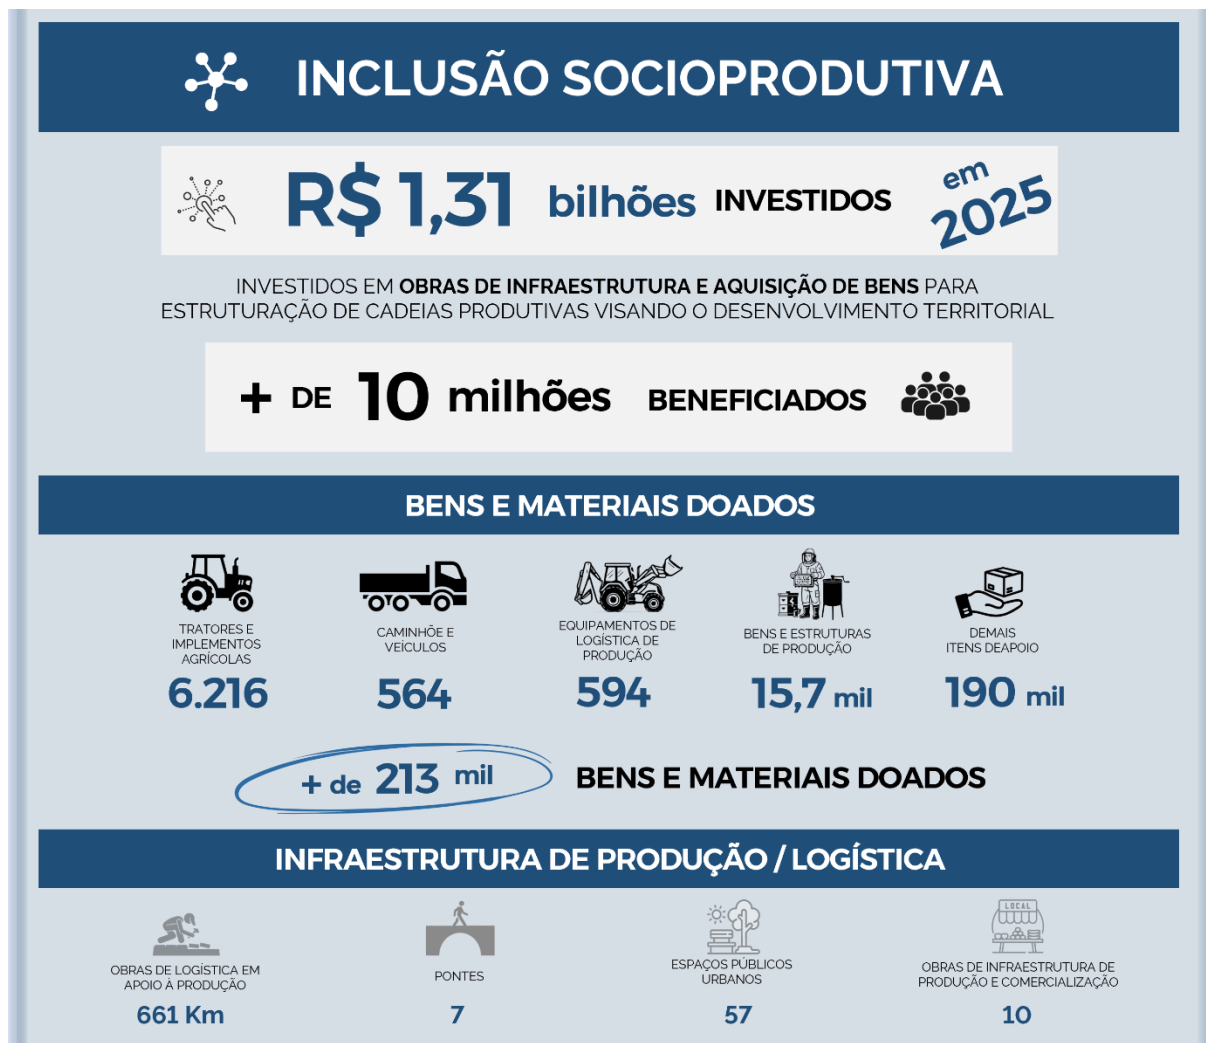 INCLUSÃO SOCIOPRODUTIVA
R$ 1,31 bilhões INVESTIDOS em 2025
INVESTIDOS EM OBRAS DE INFRAESTRUTURA E AQUISIÇÃO DE BENS PARA
ESTRUTURAÇÃO DE CADEIAS PRODUTIVAS VISANDO O DESENVOLVIMENTO TERRITORIAL
+ DE 10 milhões BENEFICIADOS
BENS E MATERIAIS DOADOS
TRATORES E
IMPLEMENTOS
AGRÍCOLAS
6.216
CAMINHÕE E
VEÍCULOS
564
EQUIPAMENTOS DE
LOGÍSTICA DE
PRODUÇÃO
594
BENS E ESTRUTURAS
DE PRODUÇÃO
15,7 mil
DEMAIS
ITENS DEAPOIO
190 mil
+ de 213 mil BENS E MATERIAIS DOADOS
INFRAESTRUTURA DE PRODUÇÃO / LOGÍSTICA
OBRAS DE LOGÍSTICA EM
APOIO À PRODUÇÃO
661 Km
PONTES
7
ESPAÇOS PÚBLICOS
URBANOS
57
LOCAL
OBRAS DE INFRAESTRUTURA DE
PRODUÇÃO E COMERCIALIZAÇÃO
10